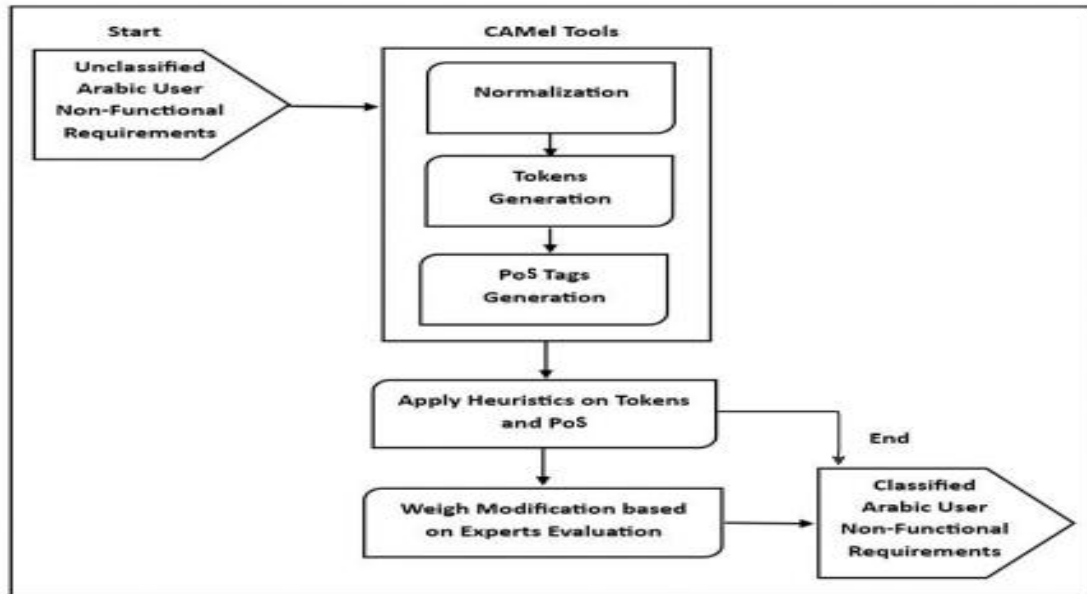 Start
Unclassified
Arabic User
Non-Functional
Requirements
CAMel Tools
Normalization
Tokens
Generation
PoS Tags
Generation
Apply Heuristics on Tokens
and PoS
Weigh Modification based
on Experts Evaluation
End
Classified
Arabic User
Non-Functional
Requirements